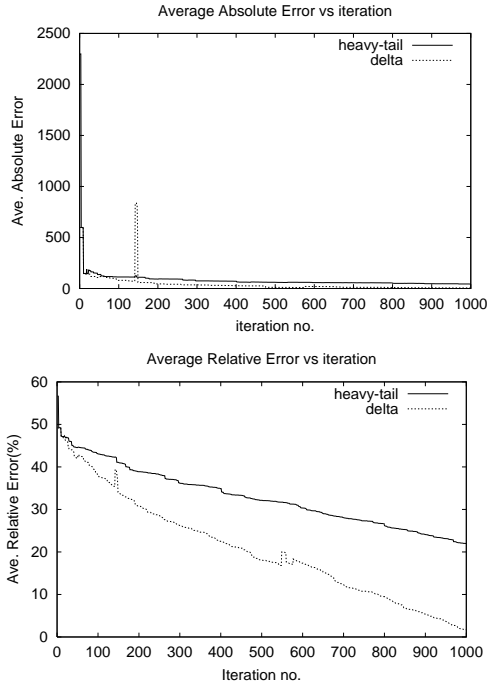 Average Absolute Error vs iteration
2500
2000
1500
1000
500
0
Ave. Absolute Error
heavy-tail
delta
0 100 200 300 400 500 600 700 800 900 1000
iteration no.
Average Relative Error vs iteration
60
50
40
30
20
10
0
Ave. Relative Error(%)
heavy-tail
delta
0 100 200 300 400 500 600 700 800 900 1000
Iteration no.